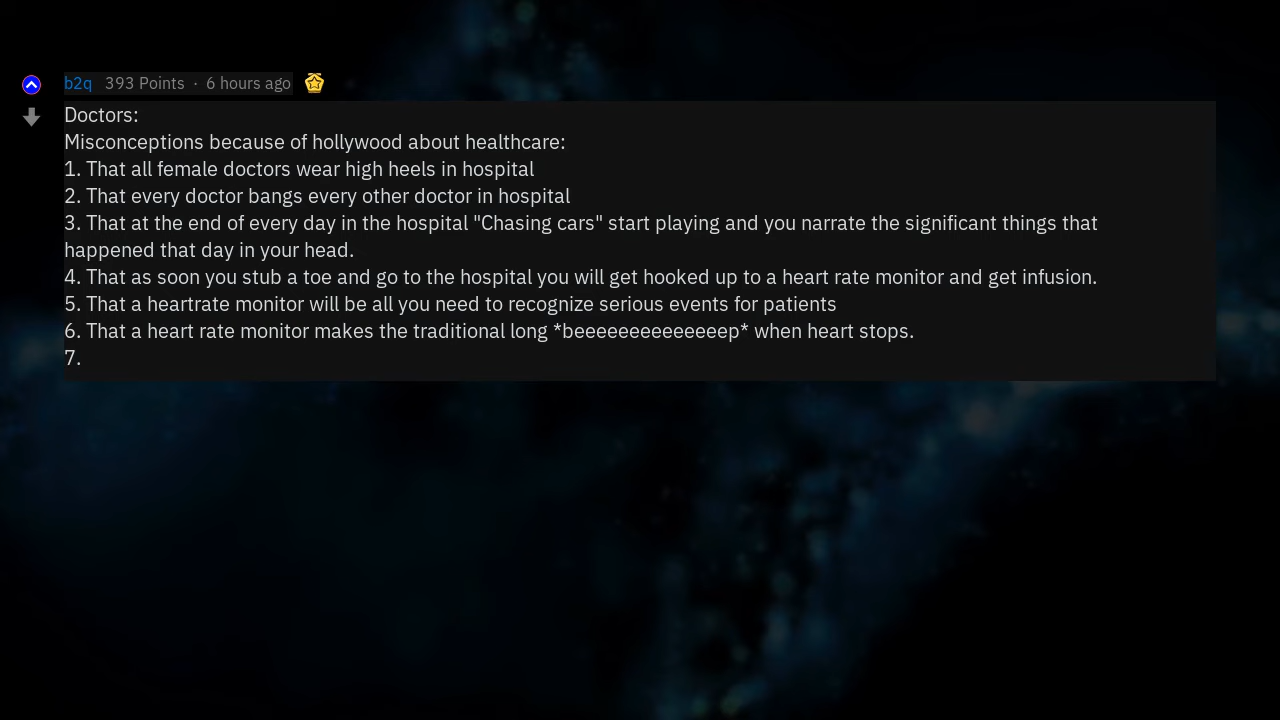 b2q 393 Points · 6 hours ago
Doctors:
Misconceptions because of hollywood about healthcare:
1. That all female doctors wear high heels in hospital
2. That every doctor bangs every other doctor in hospital
3. That at the end of every day in the hospital "Chasing cars" start playing and you narrate the significant things that
happened that day in your head.
4. That as soon you stub a toe and go to the hospital you will get hooked up to a heart rate monitor and get infusion.
5. That a heartrate monitor will be all you need to recognize serious events for patients
6. That a heart rate monitor makes the traditional long *beeeeeeeeeeeeeep* when heart stops.
7.